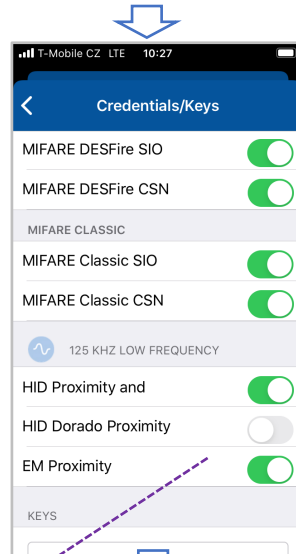 T-Mobile CZ LTE 10:27
Credentials/Keys
MIFARE DESFire SIO
MIFARE DESFire CSN
MIFARE CLASSIC
MIFARE Classic SIO
MIFARE Classic CSN
125 KHZ LOW FREQUENCY
HID Proximity and
HID Dorado Proximity
EM Proximity
KEYS